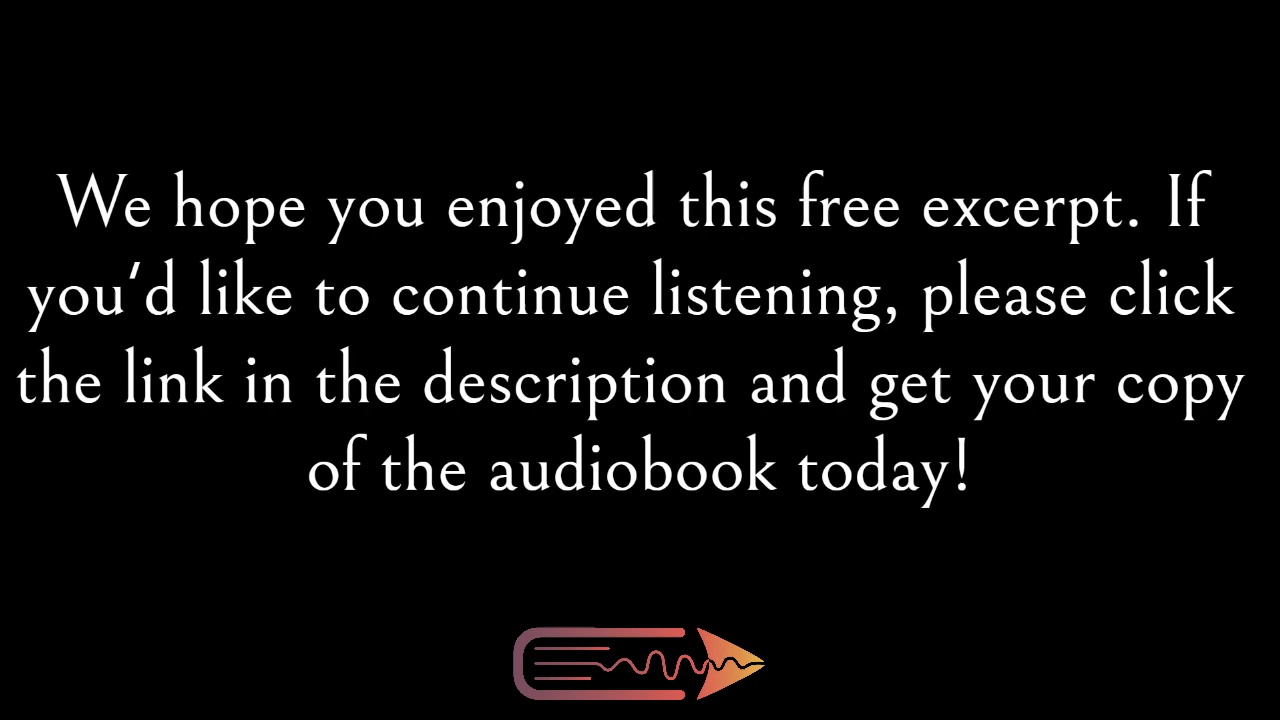 We hope you enjoyed this free excerpt. If
you'd like to continue listening, please click
the link in the description and get your copy
of the audiobook today!